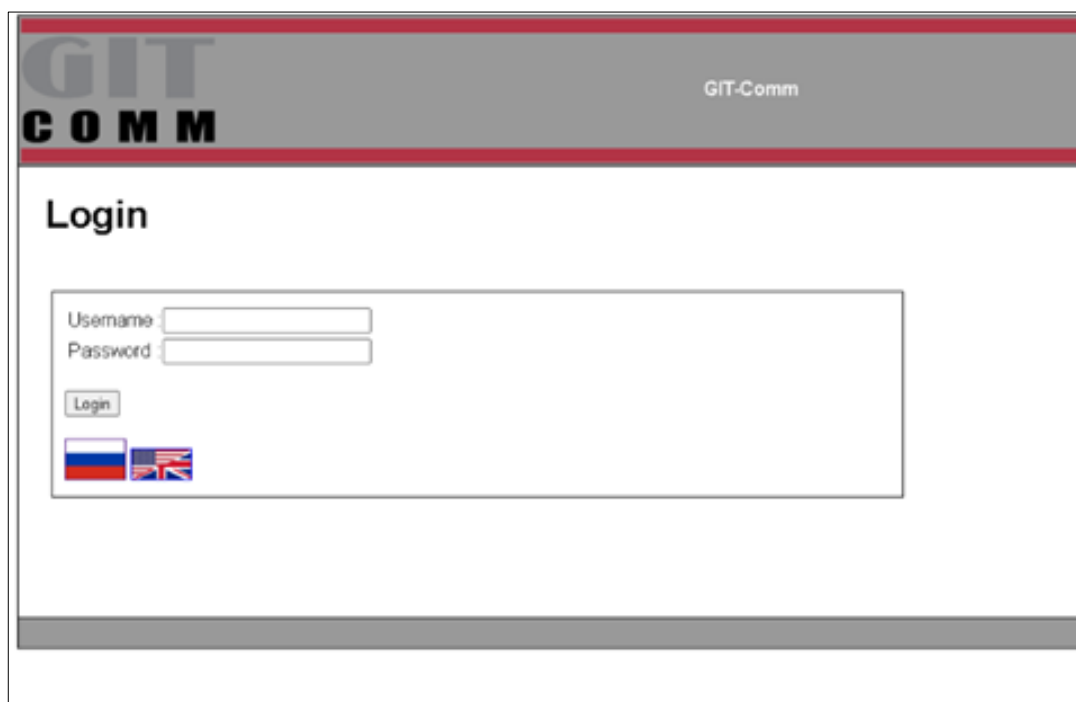 GIT
COMM
GIT-Comm
Login
Username :
Password :
Login